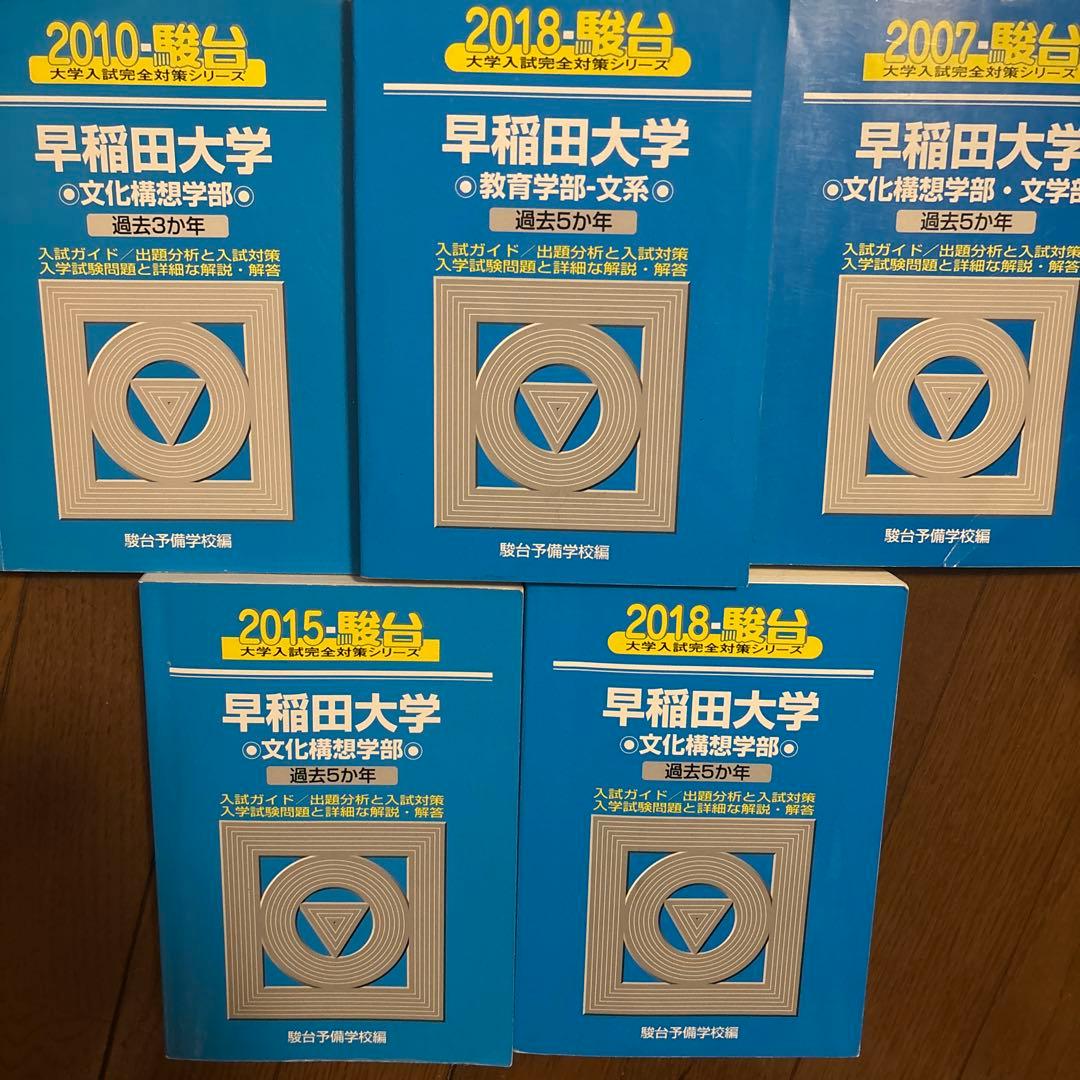 2010-駿台
大学入試完全対策シリーズ
早稲田大学
文化構想学部
過去3か年
入試ガイド／出題分析と入試対策
入学試験問題と詳細な解説・解答
駿台予備学校編
2018-駿台
大学入試完全対策シリーズ
早稲田大学
教育学部-文系
過去5か年
入試ガイド／出題分析と入試対策
入学試験問題と詳細な解説・解答
駿台予備学校編
2007-駿台
大学入試完全対策シリーズ
早稲田大学
文化構想学部・文学部
過去5か年
入試ガイド／出題分析と入試対策
入学試験問題と詳細な解説・解答
駿台予備学校編
2015-駿台
大学入試完全対策シリーズ
早稲田大学
文化構想学部
過去5か年
入試ガイド／出題分析と入試対策
入学試験問題と詳細な解説・解答
駿台予備学校編
2018-駿台
大学入試完全対策シリーズ
早稲田大学
文化構想学部
過去5か年
入試ガイド／出題分析と入試対策
入学試験問題と詳細な解説・解答
駿台予備学校編